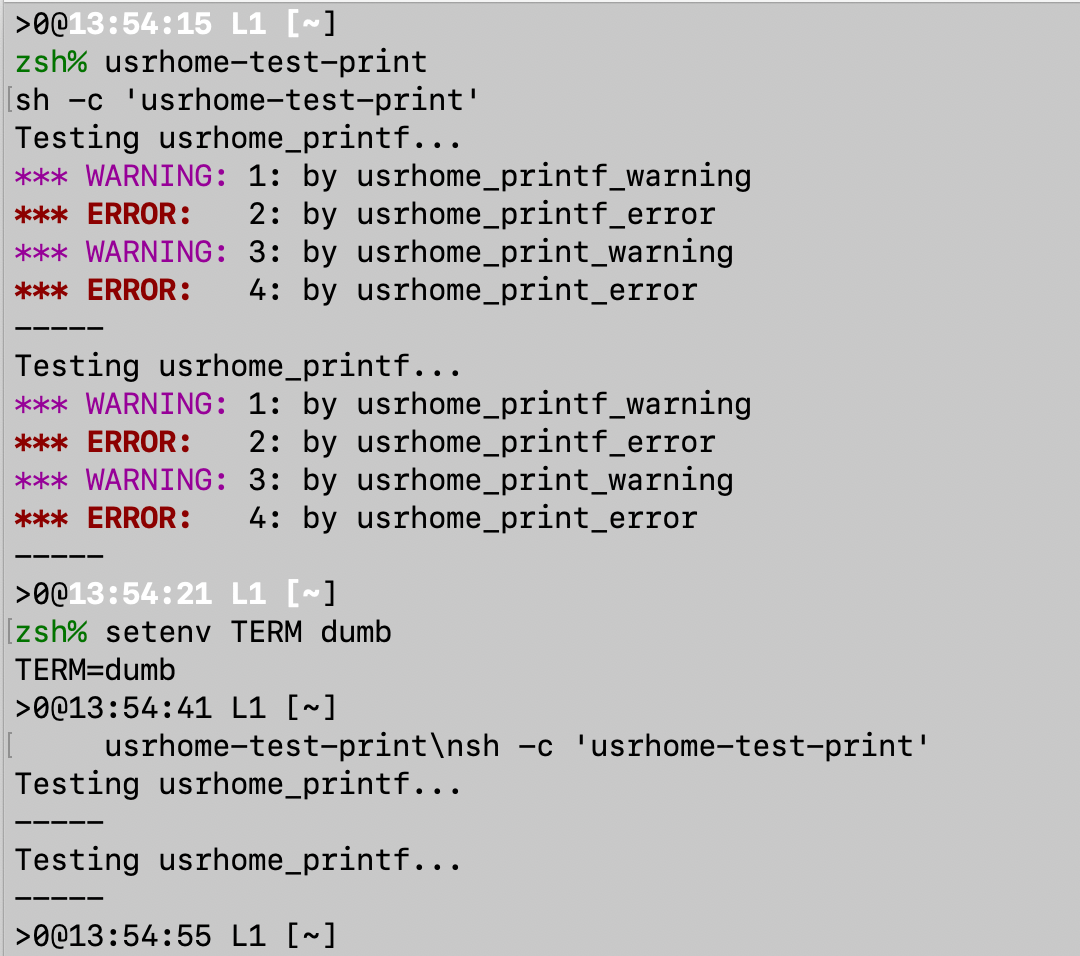 >0@13:54:15 L1 [~]
zsh% usrhome-test-print
[sh -c 'usrhome-test-print'
Testing usrhome_printf...
*** WARNING: 1: by usrhome_printf_warning
*** ERROR:   2: by usrhome_printf_error
*** WARNING: 3: by usrhome_print_warning
*** ERROR:   4: by usrhome_print_error
-----
Testing usrhome_printf...
*** WARNING: 1: by usrhome_printf_warning
*** ERROR:   2: by usrhome_printf_error
*** WARNING: 3: by usrhome_print_warning
*** ERROR:   4: by usrhome_print_error
-----
>0@13:54:21 L1 [~]
[zsh% setenv TERM dumb
TERM=dumb
>0@13:54:41 L1 [~]
[     usrhome-test-print\nsh -c 'usrhome-test-print'
Testing usrhome_printf...
-----
Testing usrhome_printf...
-----
>0@13:54:55 L1 [~]